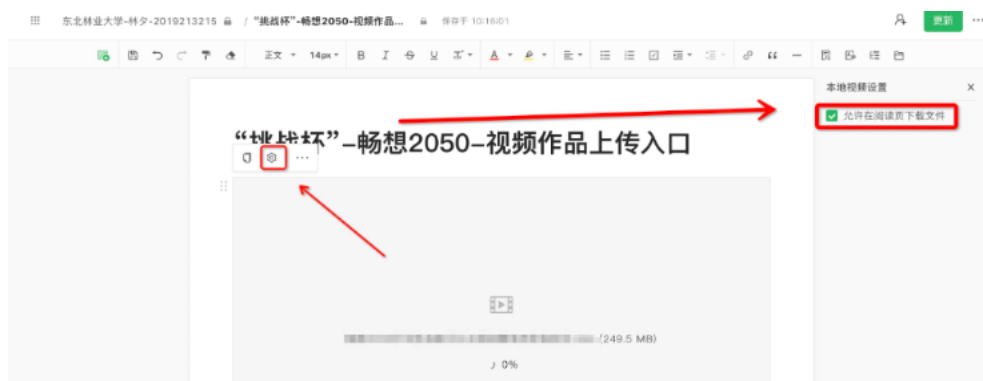 东北林业大学-林夕-2019213215 / “挑战杯”-畅想2050-视频作品... 保存于 10:16:01 更新
正文 14px B I S U A
本地视频设置 X
允许在阅读页下载文件
“挑战杯”-畅想2050-视频作品上传入口
(249.5 MB)
0%